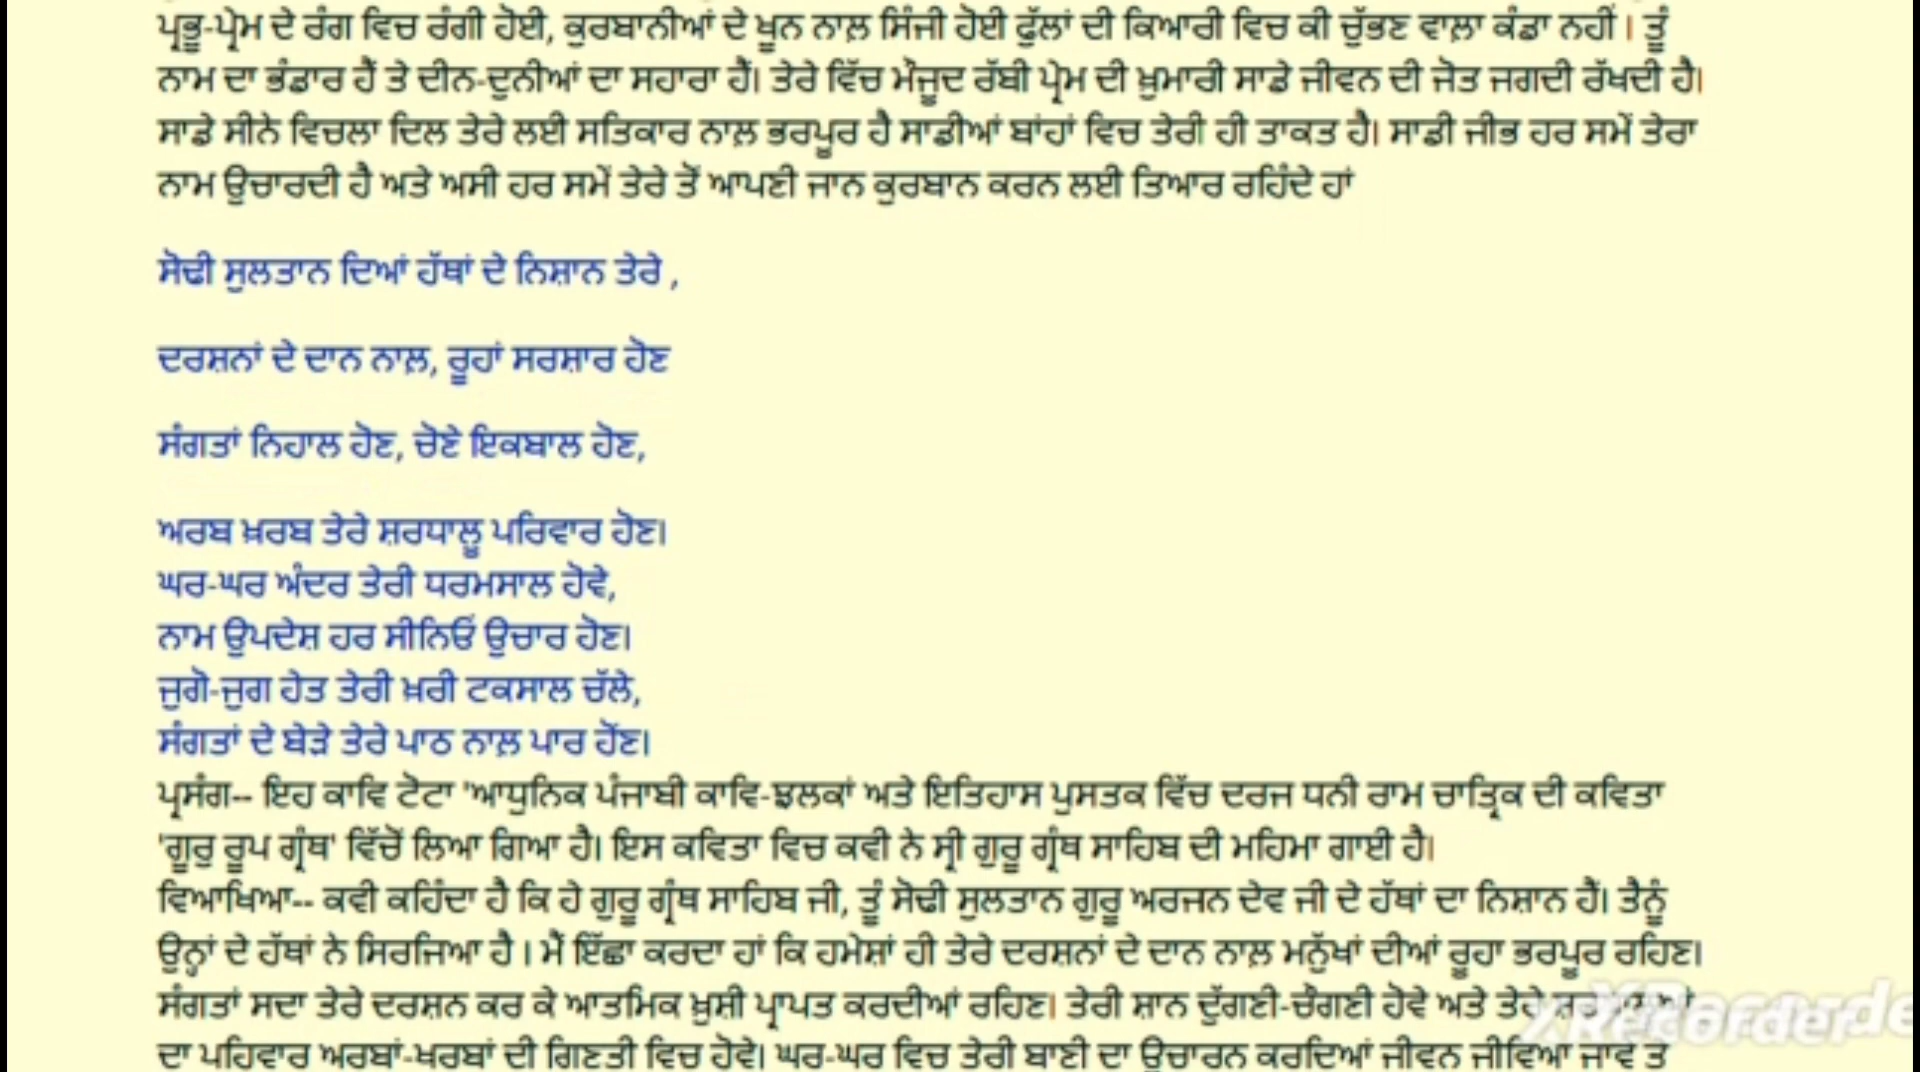 ਪ੍ਰਭੂ-ਪ੍ਰੇਮ ਦੇ ਰੰਗ ਵਿਚ ਰੰਗੀ ਹੋਈ, ਕੁਰਬਾਨੀਆਂ ਦੇ ਖੂਨ ਨਾਲ਼ ਸਿੰਜੀ ਹੋਈ ਫੁੱਲਾਂ ਦੀ ਕਿਆਰੀ ਵਿਚ ਕੀ ਚੁੱਭਣ ਵਾਲ਼ਾ ਕੰਡਾ ਨਹੀਂ । ਤੂੰ
ਨਾਮ ਦਾ ਭੰਡਾਰ ਹੈਂ ਤੇ ਦੀਨ-ਦੁਨੀਆਂ ਦਾ ਸਹਾਰਾ ਹੈਂ। ਤੇਰੇ ਵਿੱਚ ਮੌਜੂਦ ਰੱਬੀ ਪ੍ਰੇਮ ਦੀ ਖ਼ੁਮਾਰੀ ਸਾਡੇ ਜੀਵਨ ਦੀ ਜੋਤ ਜਗਦੀ ਰੱਖਦੀ ਹੈ।
ਸਾਡੇ ਸੀਨੇ ਵਿਚਲਾ ਦਿਲ ਤੇਰੇ ਲਈ ਸਤਿਕਾਰ ਨਾਲ਼ ਭਰਪੂਰ ਹੈ ਸਾਡੀਆਂ ਬਾਂਹਾਂ ਵਿਚ ਤੇਰੀ ਹੀ ਤਾਕਤ ਹੈ। ਸਾਡੀ ਜੀਭ ਹਰ ਸਮੇਂ ਤੇਰਾ
ਨਾਮ ਉਚਾਰਦੀ ਹੈ ਅਤੇ ਅਸੀ ਹਰ ਸਮੇਂ ਤੇਰੇ ਤੋਂ ਆਪਣੀ ਜਾਨ ਕੁਰਬਾਨ ਕਰਨ ਲਈ ਤਿਆਰ ਰਹਿੰਦੇ ਹਾਂ
ਸੋਢੀ ਸੁਲਤਾਨ ਦਿਆਂ ਹੱਥਾਂ ਦੇ ਨਿਸ਼ਾਨ ਤੇਰੇ ,
ਦਰਸ਼ਨਾਂ ਦੇ ਦਾਨ ਨਾਲ਼, ਰੂਹਾਂ ਸਰਸ਼ਾਰ ਹੋਣ
ਸੰਗਤਾਂ ਨਿਹਾਲ ਹੋਣ, ਚੋਣੇ ਇਕਬਾਲ ਹੋਣ,
ਅਰਬ ਖ਼ਰਬ ਤੇਰੇ ਸ਼ਰਧਾਲੂ ਪਰਿਵਾਰ ਹੋਣ।
ਘਰ-ਘਰ ਅੰਦਰ ਤੇਰੀ ਧਰਮਸਾਲ ਹੋਵੇ,
ਨਾਮ ਉਪਦੇਸ਼ ਹਰ ਸੀਨਿਓਂ ਉਚਾਰ ਹੋਣ।
ਜੁਗੋ-ਜੁਗ ਹੇਤ ਤੇਰੀ ਖ਼ਰੀ ਟਕਸਾਲ ਚੱਲੇ,
ਸੰਗਤਾਂ ਦੇ ਬੇੜੇ ਤੇਰੇ ਪਾਠ ਨਾਲ਼ ਪਾਰ ਹੋਂਣ।
ਪ੍ਰਸੰਗ-- ਇਹ ਕਾਵਿ ਟੋਟਾ 'ਆਧੁਨਿਕ ਪੰਜਾਬੀ ਕਾਵਿ-ਝਲਕਾਂ ਅਤੇ ਇਤਿਹਾਸ ਪੁਸਤਕ ਵਿੱਚ ਦਰਜ ਧਨੀ ਰਾਮ ਚਾਤ੍ਰਿਕ ਦੀ ਕਵਿਤਾ
'ਗੂਰੁ ਰੂਪ ਗ੍ਰੰਥ' ਵਿੱਚੋਂ ਲਿਆ ਗਿਆ ਹੈ। ਇਸ ਕਵਿਤਾ ਵਿਚ ਕਵੀ ਨੇ ਸ੍ਰੀ ਗੁਰੂ ਗ੍ਰੰਥ ਸਾਹਿਬ ਦੀ ਮਹਿਮਾ ਗਾਈ ਹੈ।
ਵਿਆਖਿਆ-- ਕਵੀ ਕਹਿੰਦਾ ਹੈ ਕਿ ਹੇ ਗੁਰੂ ਗ੍ਰੰਥ ਸਾਹਿਬ ਜੀ, ਤੂੰ ਸੋਢੀ ਸੁਲਤਾਨ ਗੁਰੂ ਅਰਜਨ ਦੇਵ ਜੀ ਦੇ ਹੱਥਾਂ ਦਾ ਨਿਸ਼ਾਨ ਹੈਂ। ਤੈਨੂੰ
ਉਨ੍ਹਾਂ ਦੇ ਹੱਥਾਂ ਨੇ ਸਿਰਜਿਆ ਹੈ । ਮੈਂ ਇੱਛਾ ਕਰਦਾ ਹਾਂ ਕਿ ਹਮੇਸ਼ਾਂ ਹੀ ਤੇਰੇ ਦਰਸ਼ਨਾਂ ਦੇ ਦਾਨ ਨਾਲ਼ ਮਨੁੱਖਾਂ ਦੀਆਂ ਰੂਹਾ ਭਰਪੂਰ ਰਹਿਣ।
ਸੰਗਤਾਂ ਸਦਾ ਤੇਰੇ ਦਰਸ਼ਨ ਕਰ ਕੇ ਆਤਮਿਕ ਖ਼ੁਸ਼ੀ ਪ੍ਰਾਪਤ ਕਰਦੀਆਂ ਰਹਿਣ। ਤੇਰੀ ਸ਼ਾਨ ਦੁੱਗਣੀ-ਚੌਗਣੀ ਹੋਵੇ ਅਤੇ ਤੇਰੇ
ਦਾ ਪਹਿਵਾਰ ਅਰਬਾਂ-ਖਰਬਾਂ ਦੀ ਗਿਣਤੀ ਵਿਚ ਹੋਵੇ। ਘਰ-ਘਰ ਵਿਚ ਤੇਰੀ ਬਾਣੀ ਦਾ ਉਚਾਰਨ ਕਰਦਿਆਂ ਜੀਵਨ ਜੀਵਿਆ ਜਾਵੇ ਤੇ
XRecorder